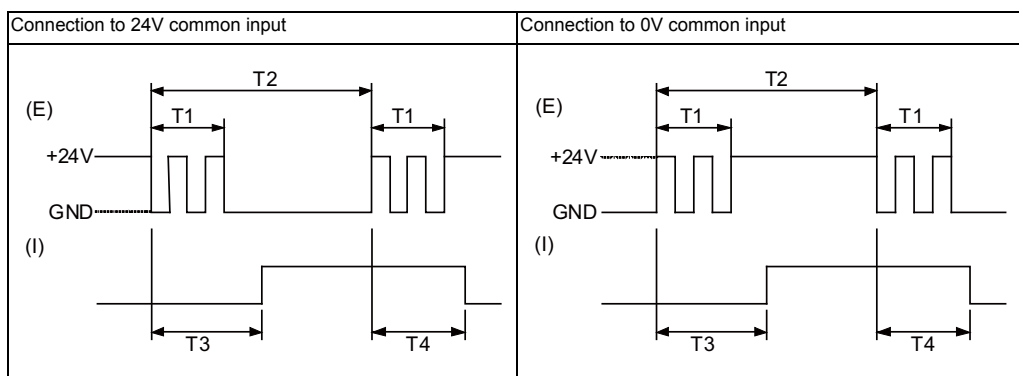 Connection to 24V common input
T2
(E)
T1
T1
+24V
GND
(I)
T3
T4
Connection to 0V common input
T2
(E)
T1
T1
+24V
GND
(I)
T3
T4